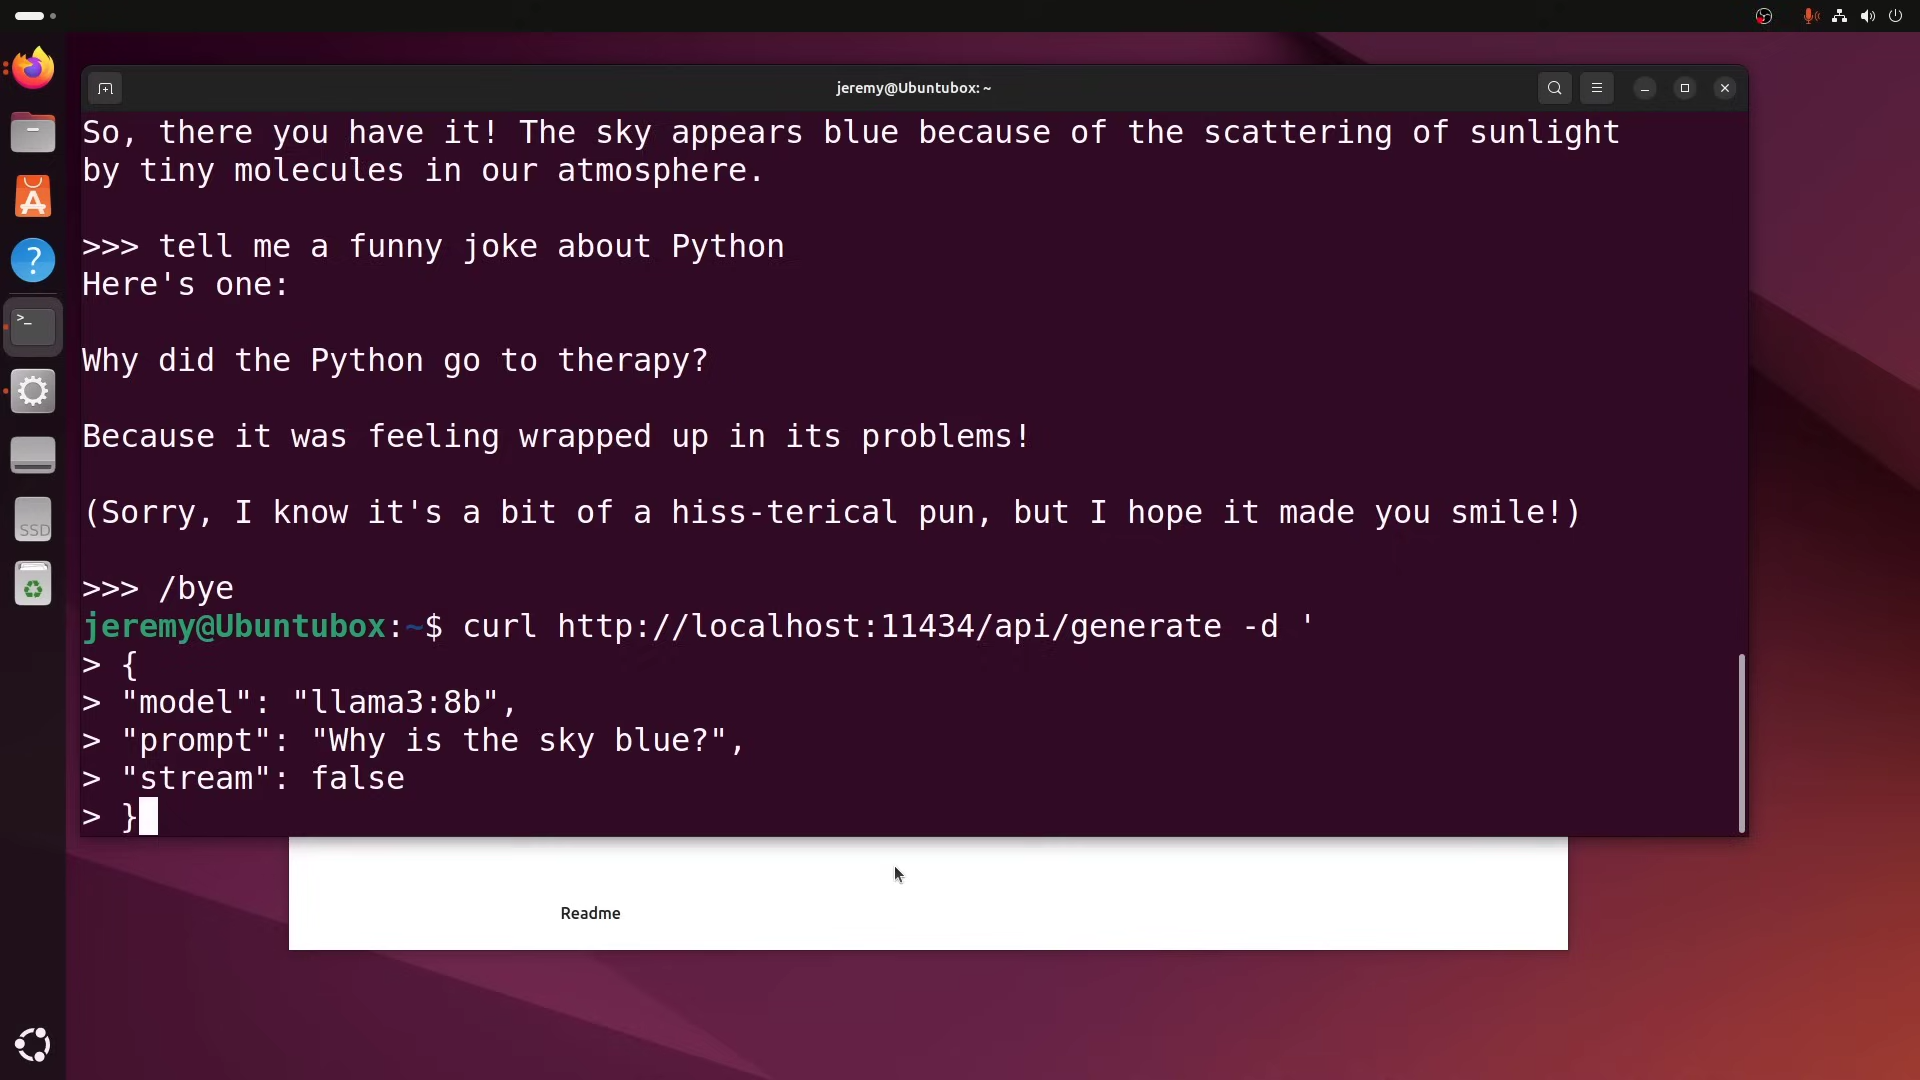 jeremy@Ubuntubox: ~
So, there you have it! The sky appears blue because of the scattering of sunlight
by tiny molecules in our atmosphere.
>>> tell me a funny joke about Python
Here's one:
Why did the Python go to therapy?
Because it was feeling wrapped up in its problems!
(Sorry, I know it's a bit of a hiss-terical pun, but I hope it made you smile!)
>>> /bye
jeremy@Ubuntubox:~$ curl http://localhost:11434/api/generate -d '
> {
> "model": "llama3:8b",
> "prompt": "Why is the sky blue?",
> "stream": false
> }
Readme
SSD